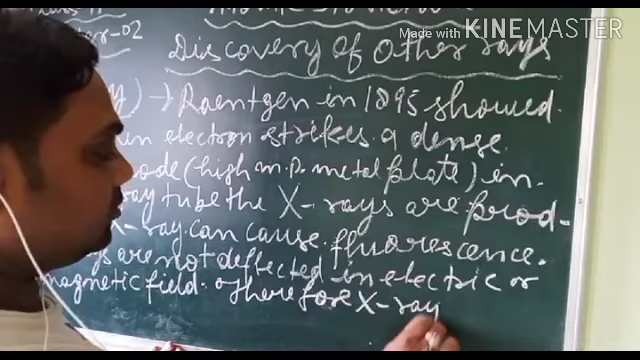 Made with KINEMASTER
-02
Discovery of Other rays
y) → Roentgen in 1895 showed.
electron strikes a dense.
ode (high m.p. metal plate) in.
ray tube the X-rays are prod-
X-ray can cause fluorescence.
are not deflected in electric or
magnetic field. Therefore X-ray